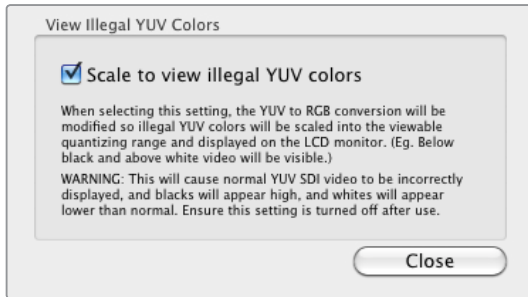 View Illegal YUV Colors
Scale to view illegal YUV colors
When selecting this setting, the YUV to RGB conversion will be
modified so illegal YUV colors will be scaled into the viewable
quantizing range and displayed on the LCD monitor. (Eg. Below
black and above white video will be visible.)
WARNING: This will cause normal YUV SDI video to be incorrectly
displayed, and blacks will appear high, and whites will appear
lower than normal. Ensure this setting is turned off after use.
Close